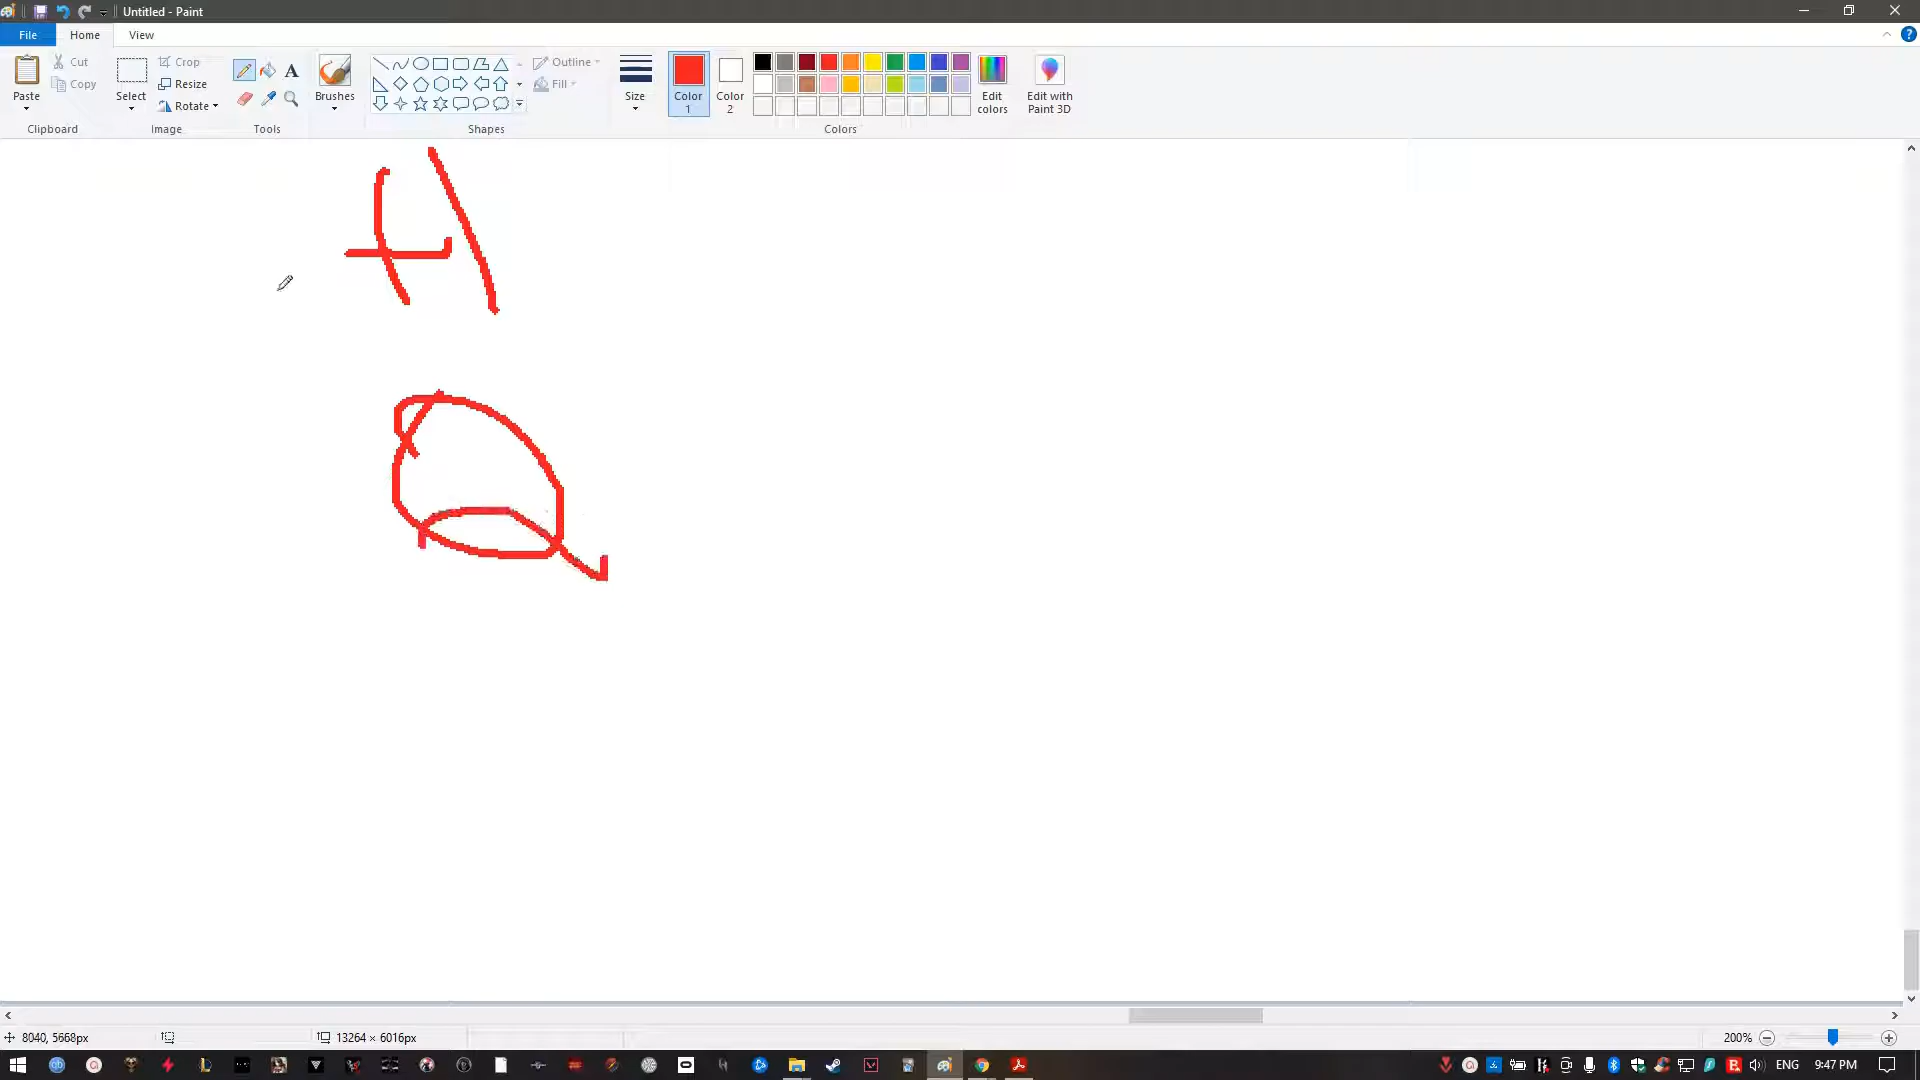 Untitled - Paint
File Home View
Paste Cut Copy Clipboard
Select Crop Resize Rotate Image
Tools
Brushes
Shapes Outline Fill
Size
Color 1 Color 2 Edit colors Colors
Edit with Paint 3D
8040, 5668px 13264 × 6016px 200%
ENG 9:47 PM